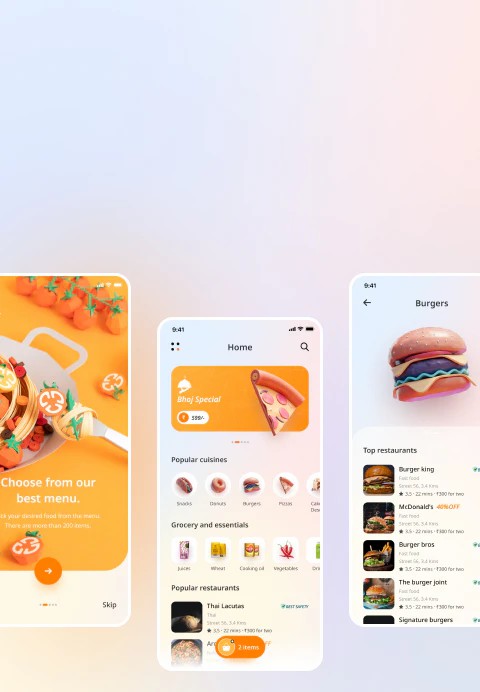 Choose from our
best menu.
your desired food from the menu.
There are more than 200 items.
Skip
9:41
Home
Bhoj Special
₹ 599/-
Popular cuisines
Snacks
Donuts
Burgers
Pizzas
Grocery and essentials
Juices
Wheat
Cooking oil
Vegetables
Popular restaurants
Thai Lacutas
BEST SAFETY
Thai
Street 56, 3.4 Kms
3.5 · 22 mins · ₹300 for two
2 items
9:41
Burgers
Top restaurants
Burger king
Fast food
Street 56, 3.4 Kms
3.5 · 22 mins · ₹300 for two
McDonald's 40%OFF
Fast food
Street 56, 3.4 Kms
3.5 · 22 mins · ₹300 for two
Burger bros
Fast food
Street 56, 3.4 Kms
3.5 · 22 mins · ₹300 for two
The burger joint
Fast food
Street 56, 3.4 Kms
3.5 · 22 mins · ₹300 for two
Signature burgers